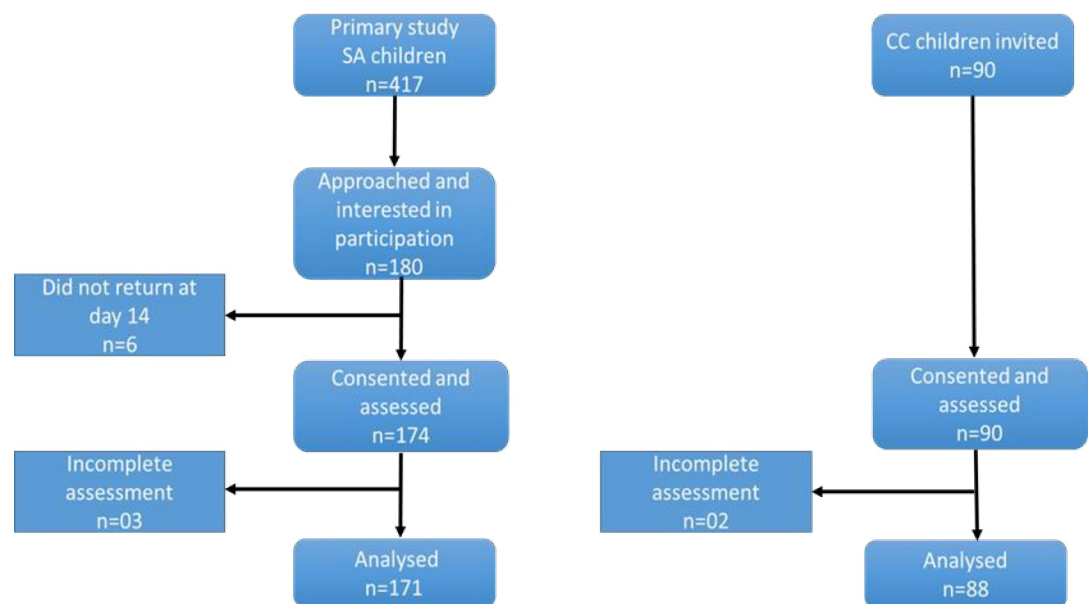 Primary study
SA children
n=417
Approached and
interested in
participation
n=180
Did not return at
day 14
n=6
Consented and
assessed
n=174
Incomplete
assessment
n=03
Analysed
n=171
CC children invited
n=90
Consented and
assessed
n=90
Incomplete
assessment
n=02
Analysed
n=88